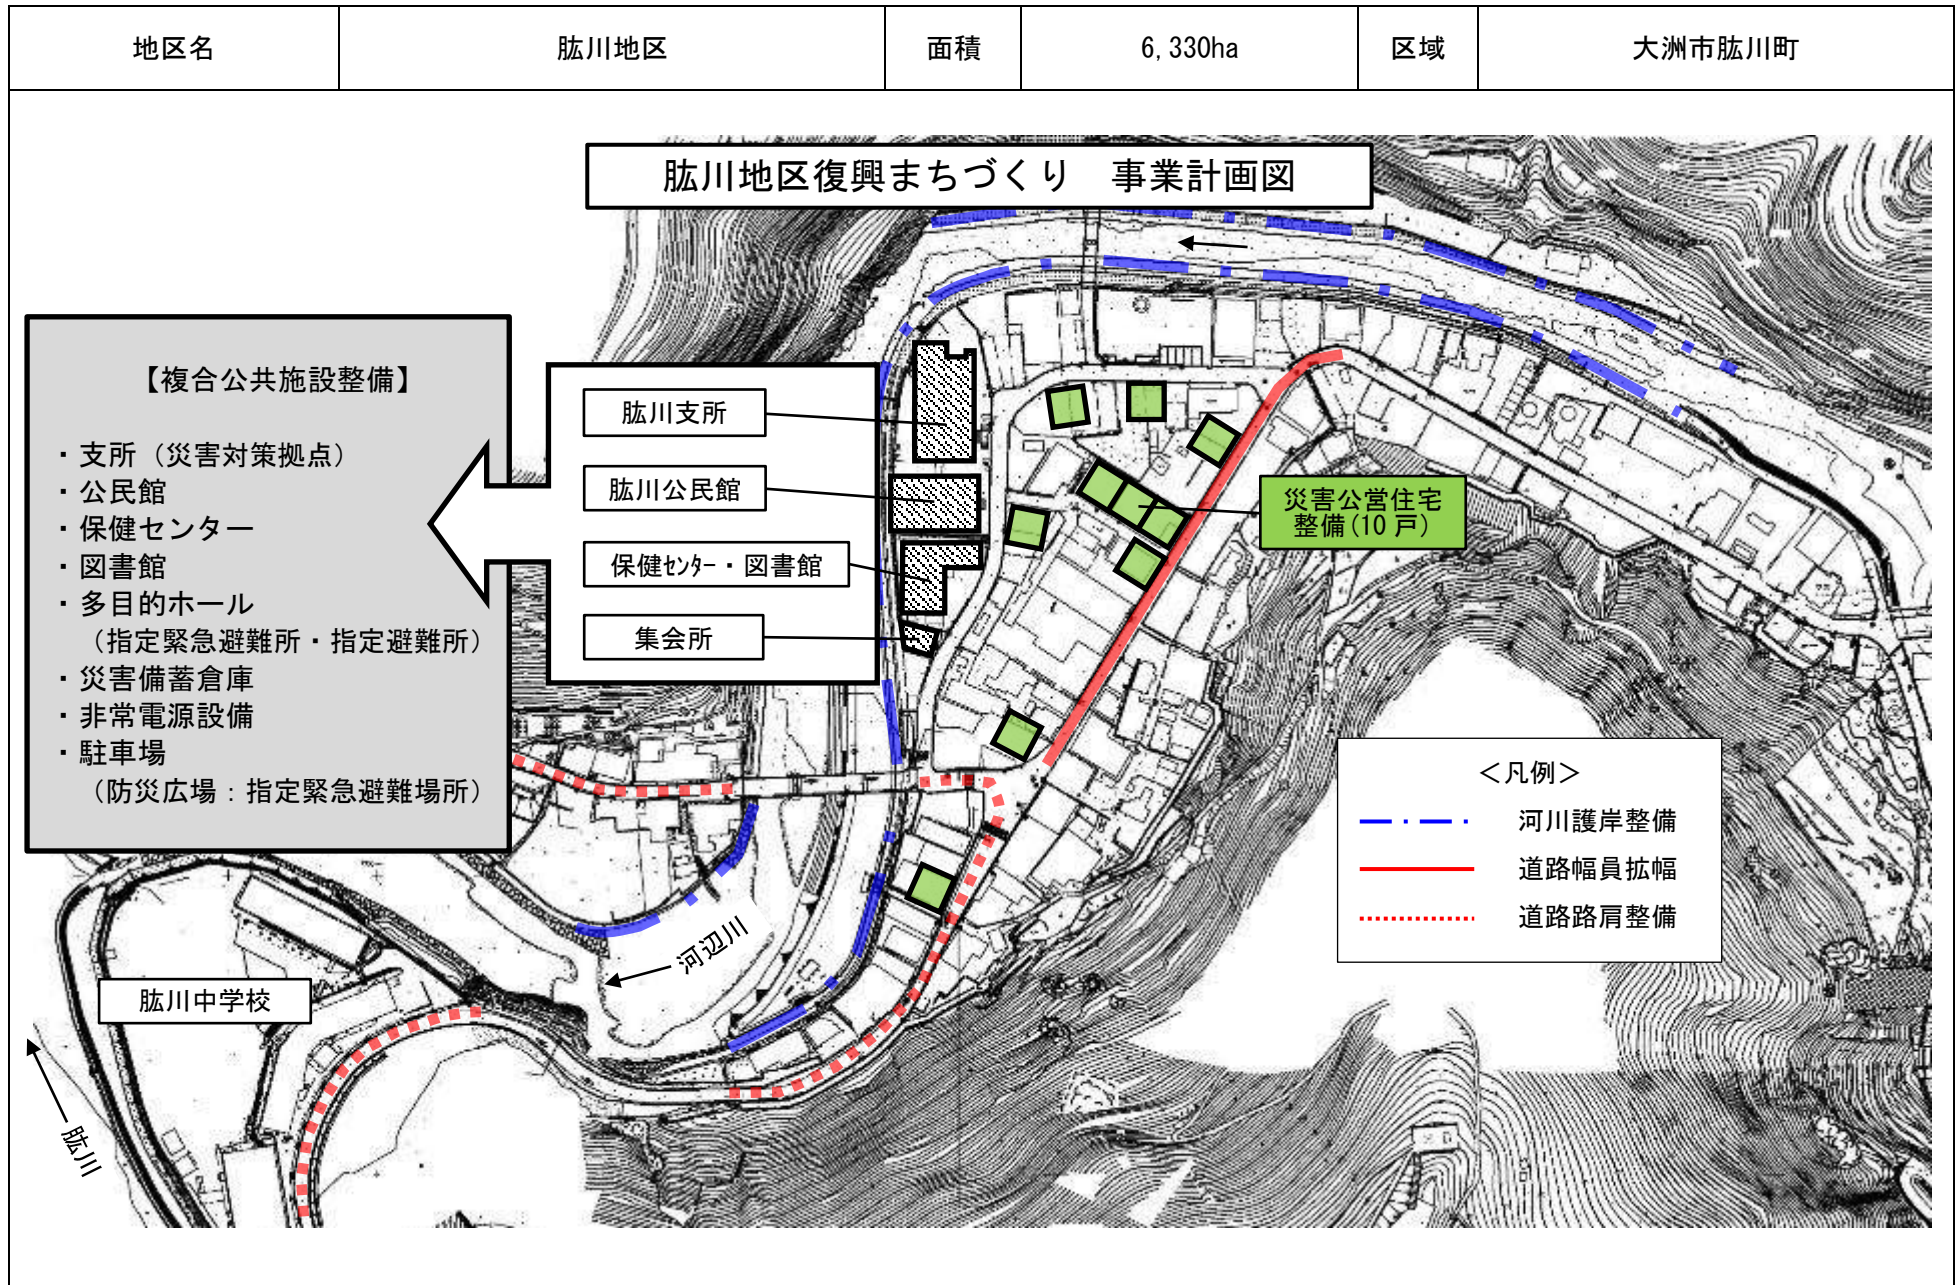 地区名 肱川地区 面積 6,330ha 区域 大洲市肱川町
肱川地区復興まちづくり　事業計画図
【複合公共施設整備】
・支所（災害対策拠点）
・公民館
・保健センター
・図書館
・多目的ホール
（指定緊急避難所・指定避難所）
・災害備蓄倉庫
・非常電源設備
・駐車場
（防災広場：指定緊急避難場所）
肱川支所
肱川公民館
保健ｾﾝﾀｰ・図書館
集会所
災害公営住宅
整備(10戸)
＜凡例＞
河川護岸整備
道路幅員拡幅
道路路肩整備
河辺川
肱川中学校
肱川